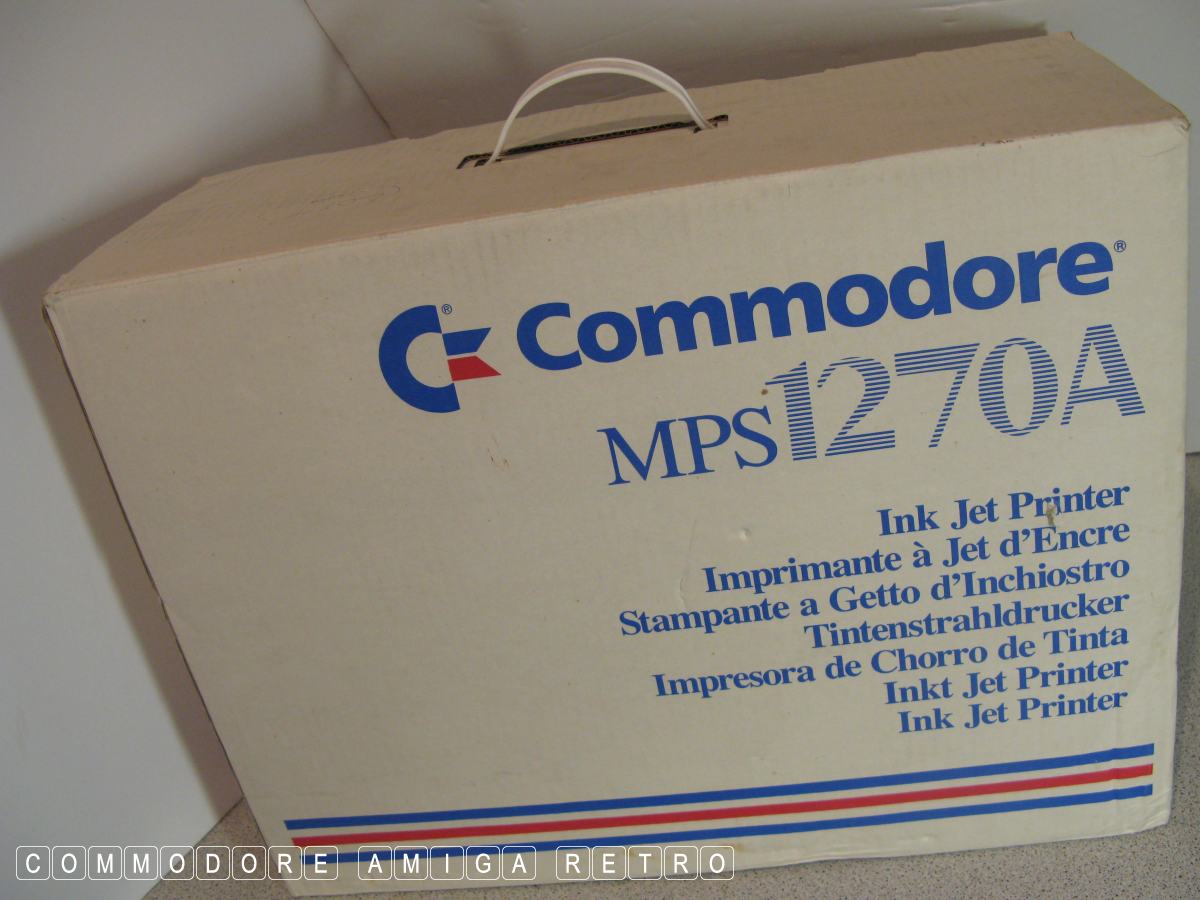 Commodore®
MPS1270A
Ink Jet Printer
Imprimante à Jet d'Encre
Stampante a Getto d'Inchiostro
Tintenstrahldrucker
Impresora de Chorro de Tinta
Inkt Jet Printer
Ink Jet Printer
COMMODORE AMIGA RETRO